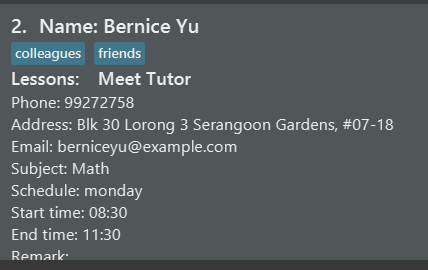 2. Name: Bernice Yu
colleagues friends
Lessons: Meet Tutor
Phone: 99272758
Address: Blk 30 Lorong 3 Serangoon Gardens, #07-18
Email: berniceyu@example.com
Subject: Math
Schedule: monday
Start time: 08:30
End time: 11:30
Remark: